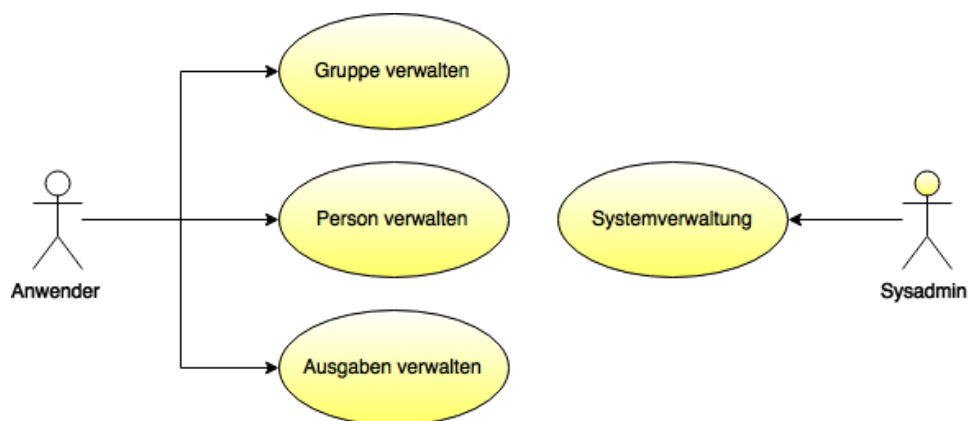 Gruppe verwalten
Person verwalten
Systemverwaltung
Anwender
Sysadmin
Ausgaben verwalten